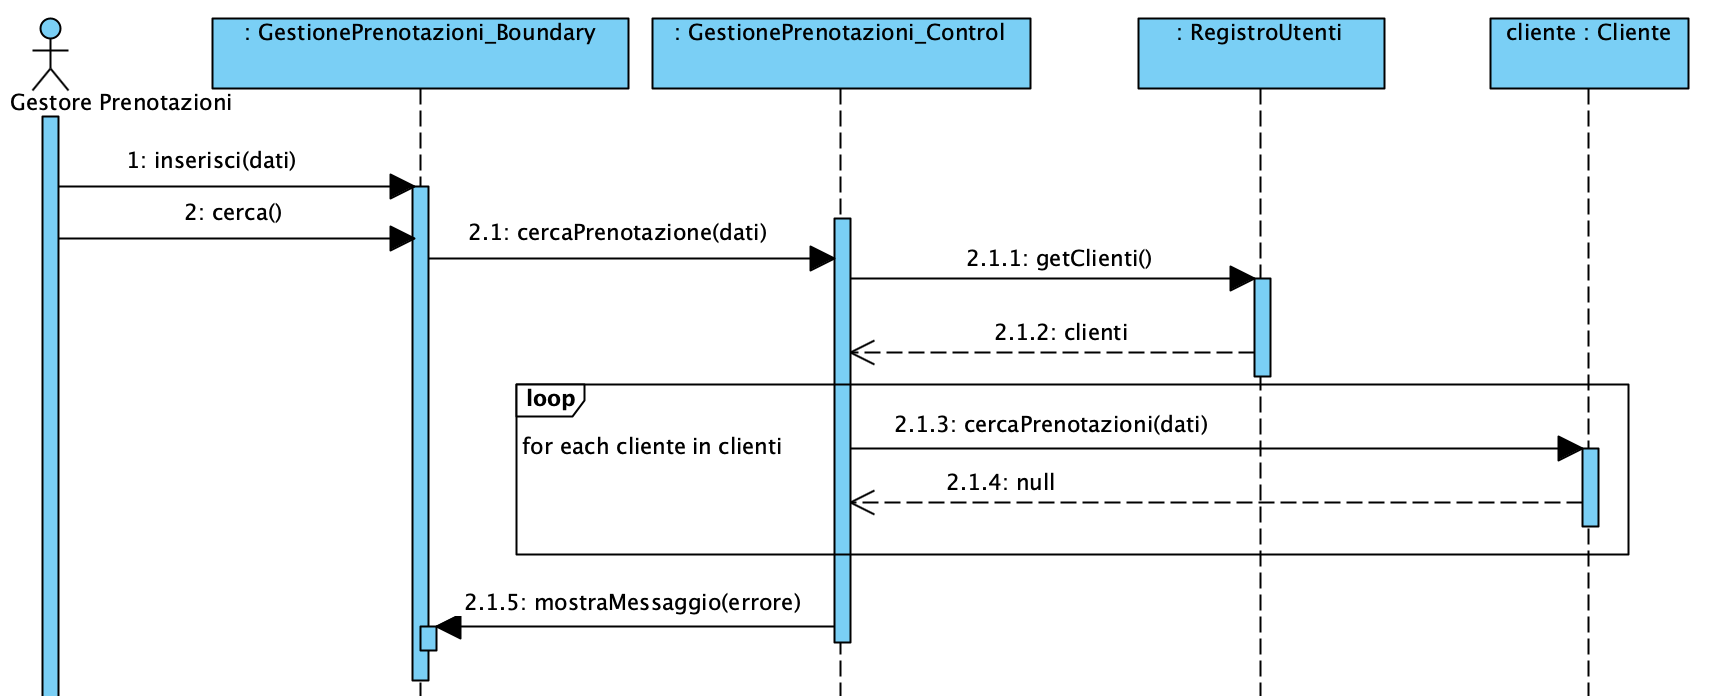 : GestionePrenotazioni_Boundary
: GestionePrenotazioni_Control
: RegistroUtenti
cliente : Cliente
Gestore Prenotazioni
1: inserisci(dati)
2: cerca()
2.1: cercaPrenotazione(dati)
2.1.1: getClienti()
2.1.2: clienti
loop
for each cliente in clienti
2.1.3: cercaPrenotazioni(dati)
2.1.4: null
2.1.5: mostraMessaggio(errore)